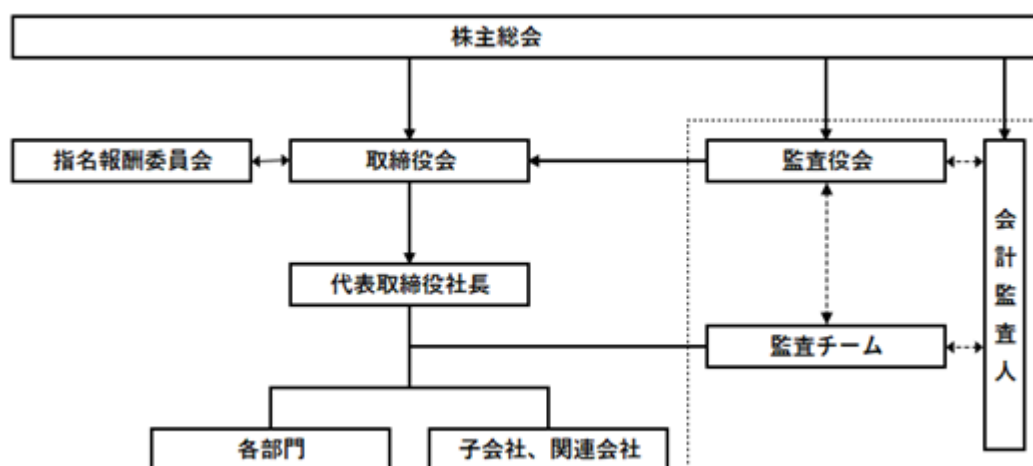 株主総会
指名報酬委員会
取締役会
監査役会
会計監査人
代表取締役社長
監査チーム
各部門
子会社、関連会社